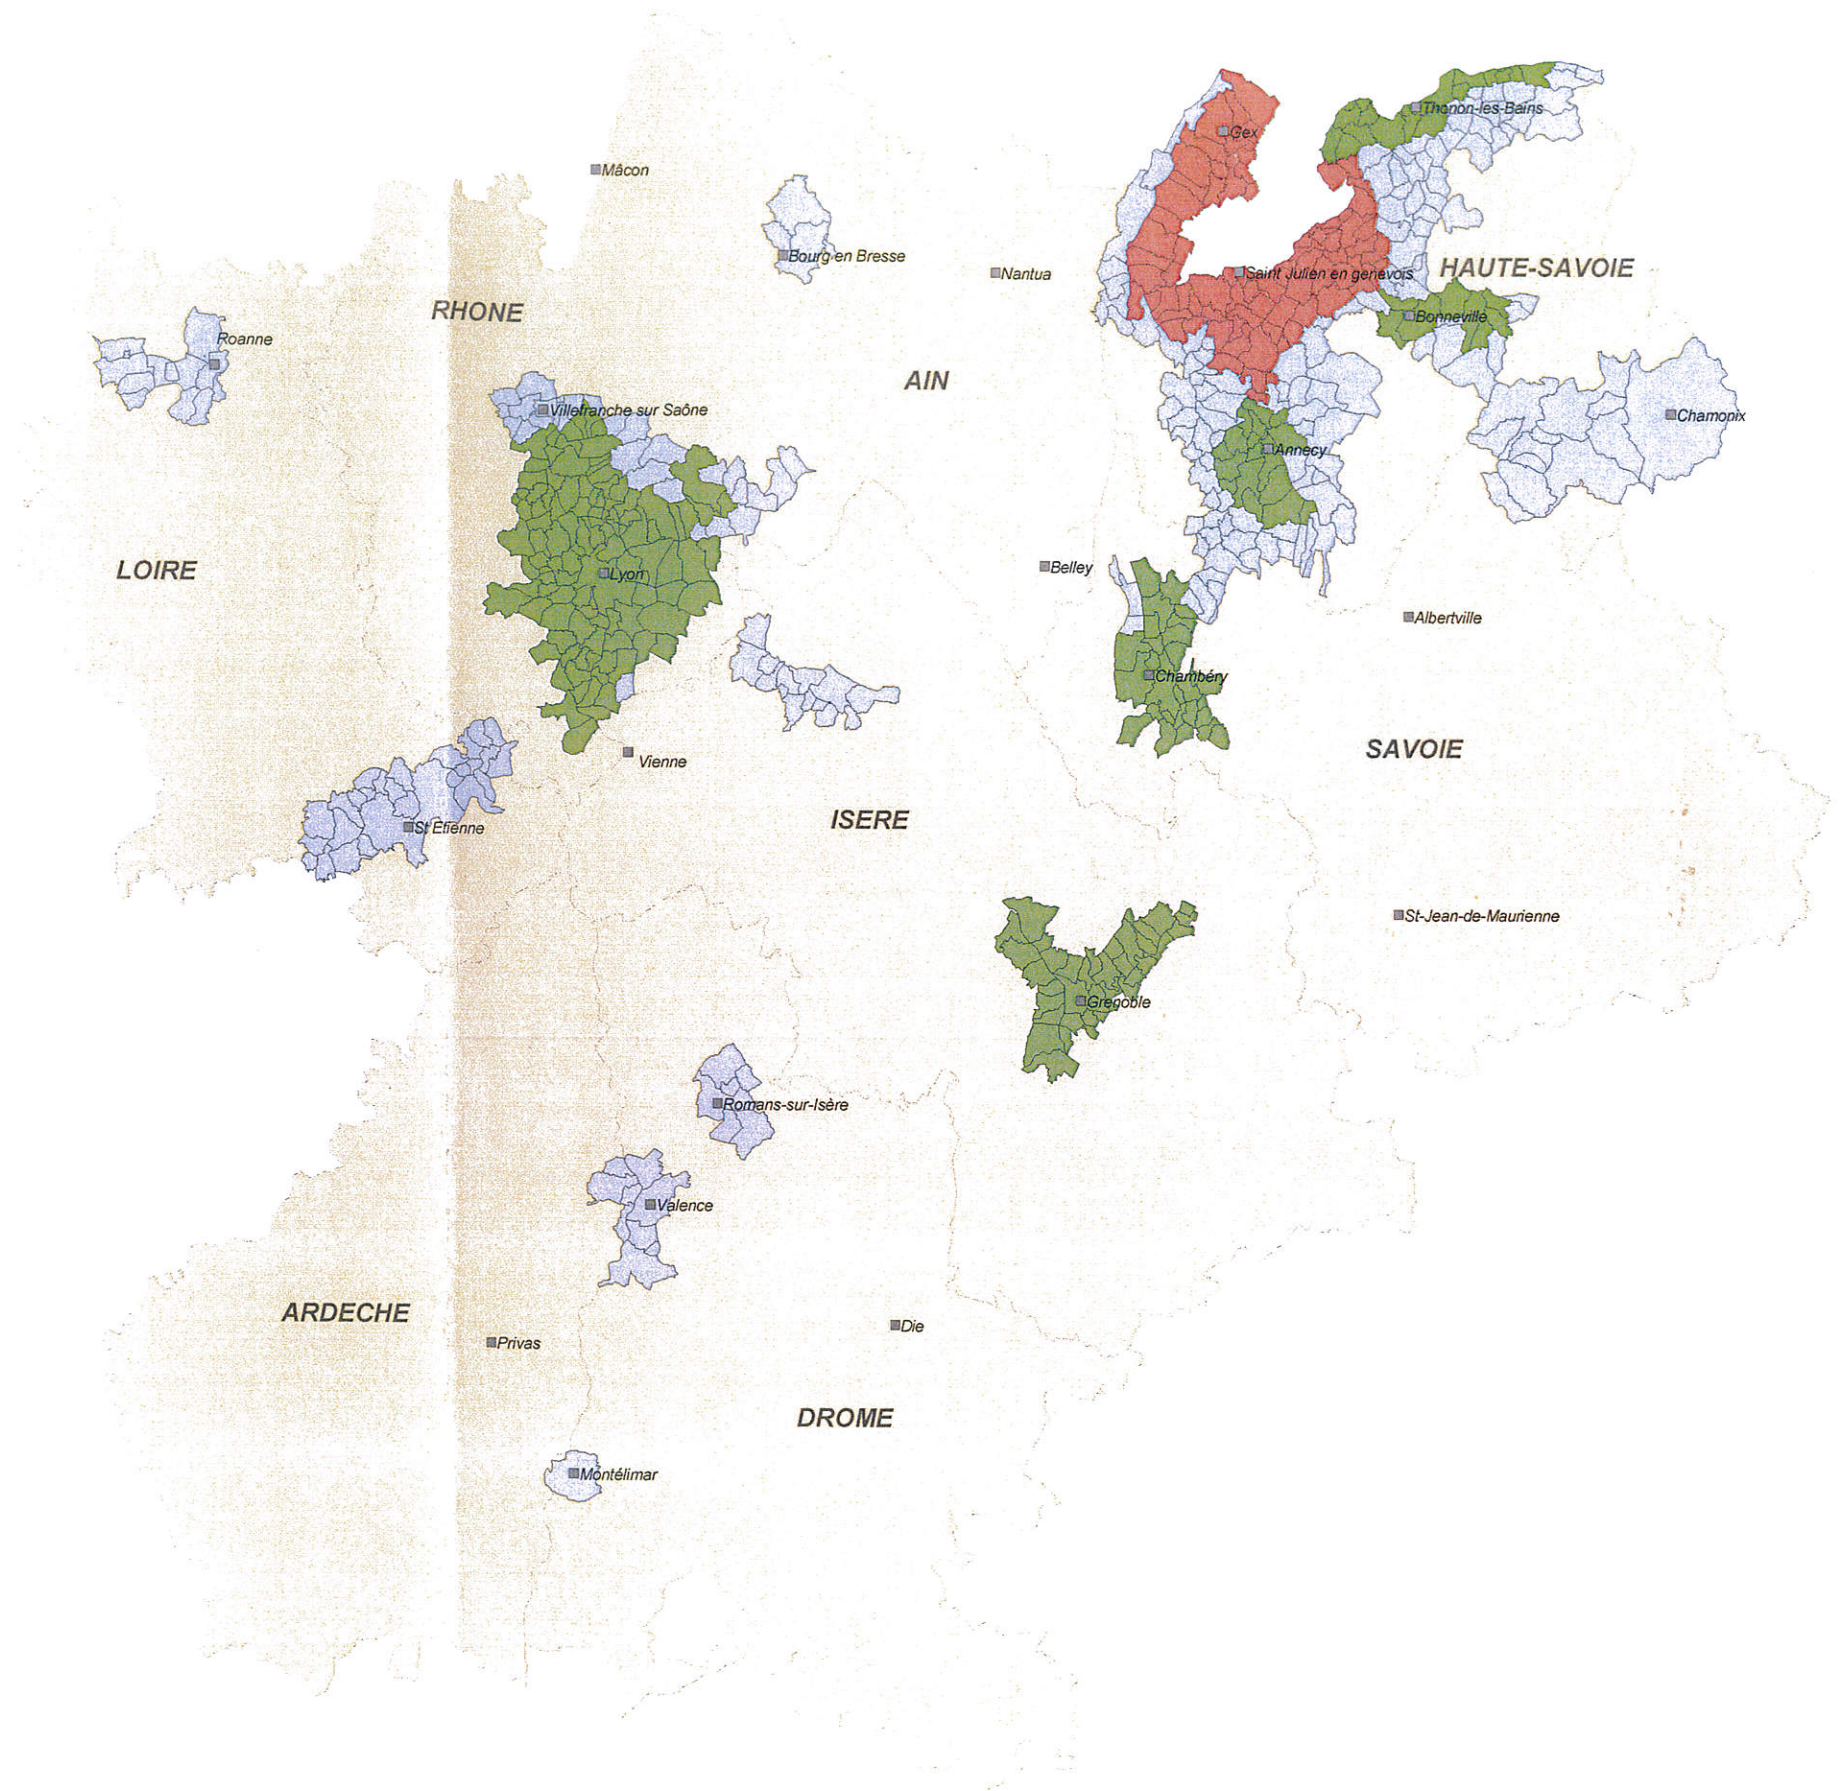 Thonon-les-Bains
Gex
Mâcon
Bourg en Bresse
Nantua
Saint Julien en genevois
HAUTE-SAVOIE
RHONE
Bonneville
Roanne
AIN
Villefranche sur Saône
Chamonix
Annecy
LOIRE
Lyon
Belley
Albertville
Chambéry
SAVOIE
Vienne
ISERE
St Etienne
St-Jean-de-Maurienne
Grenoble
Romans-sur-Isère
Valence
ARDECHE
Die
Privas
DROME
Montélimar